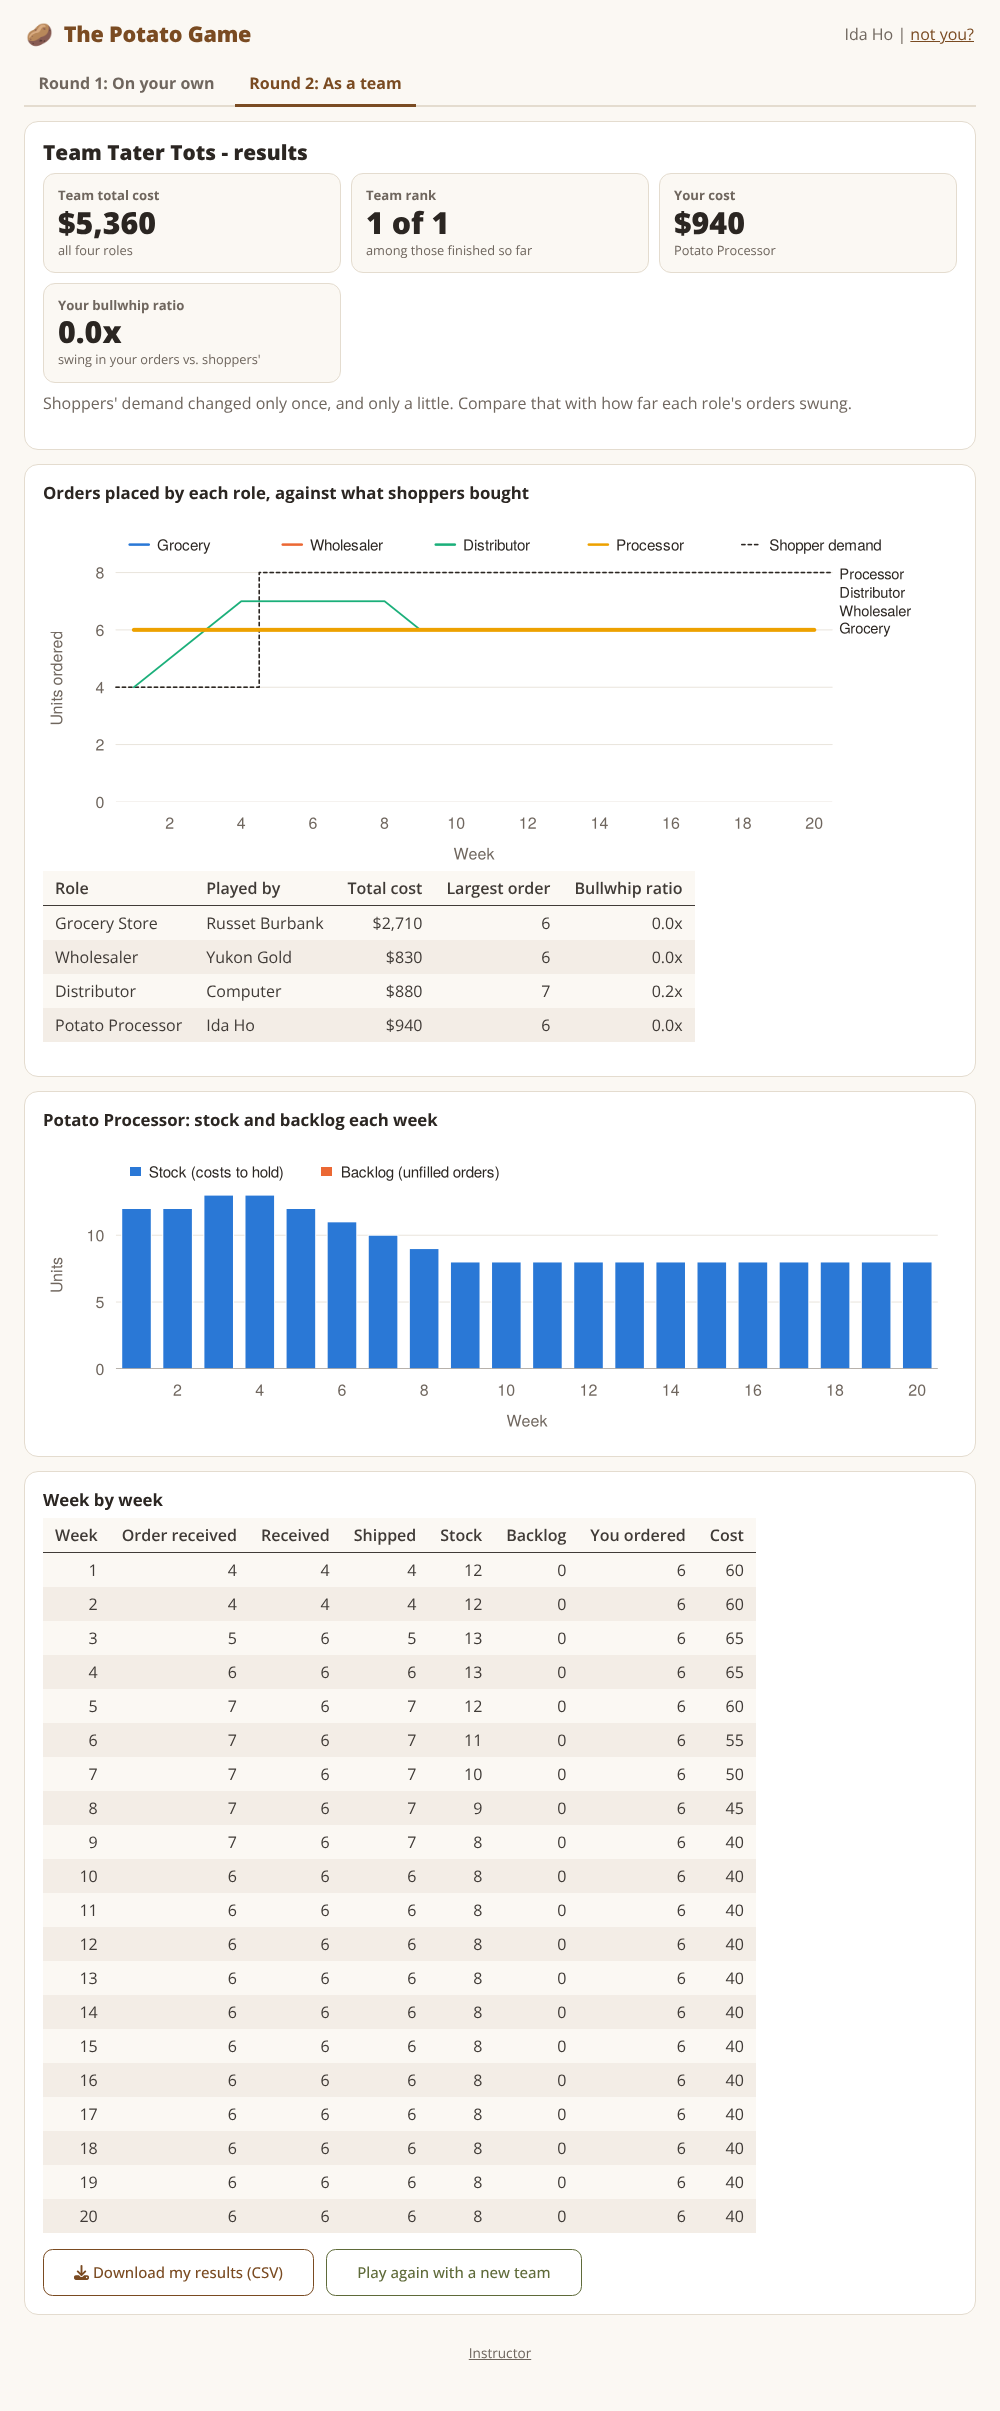 The Potato Game
Ida Ho | not you?
Round 1: On your own
Round 2: As a team
Team Tater Tots - results
Team total cost
$5,360
all four roles
Team rank
1 of 1
among those finished so far
Your cost
$940
Potato Processor
Your bullwhip ratio
0.0x
swing in your orders vs. shoppers'
Shoppers' demand changed only once, and only a little. Compare that with how far each role's orders swung.
Orders placed by each role, against what shoppers bought
Grocery Wholesaler Distributor Processor Shopper demand
8
6
4
2
0
Units ordered
Processor
Distributor
Wholesaler
Grocery
2 4 6 8 10 12 14 16 18 20
Week
Role Played by Total cost Largest order Bullwhip ratio
Grocery Store Russet Burbank $2,710 6 0.0x
Wholesaler Yukon Gold $830 6 0.0x
Distributor Computer $880 7 0.2x
Potato Processor Ida Ho $940 6 0.0x
Potato Processor: stock and backlog each week
Stock (costs to hold) Backlog (unfilled orders)
10
5
0
Units
2 4 6 8 10 12 14 16 18 20
Week
Week by week
Week Order received Received Shipped Stock Backlog You ordered Cost
1 4 4 4 12 0 6 60
2 4 4 4 12 0 6 60
3 5 6 5 13 0 6 65
4 6 6 6 13 0 6 65
5 7 6 7 12 0 6 60
6 7 6 7 11 0 6 55
7 7 6 7 10 0 6 50
8 7 6 7 9 0 6 45
9 7 6 7 8 0 6 40
10 6 6 6 8 0 6 40
11 6 6 6 8 0 6 40
12 6 6 6 8 0 6 40
13 6 6 6 8 0 6 40
14 6 6 6 8 0 6 40
15 6 6 6 8 0 6 40
16 6 6 6 8 0 6 40
17 6 6 6 8 0 6 40
18 6 6 6 8 0 6 40
19 6 6 6 8 0 6 40
20 6 6 6 8 0 6 40
Download my results (CSV)
Play again with a new team
Instructor